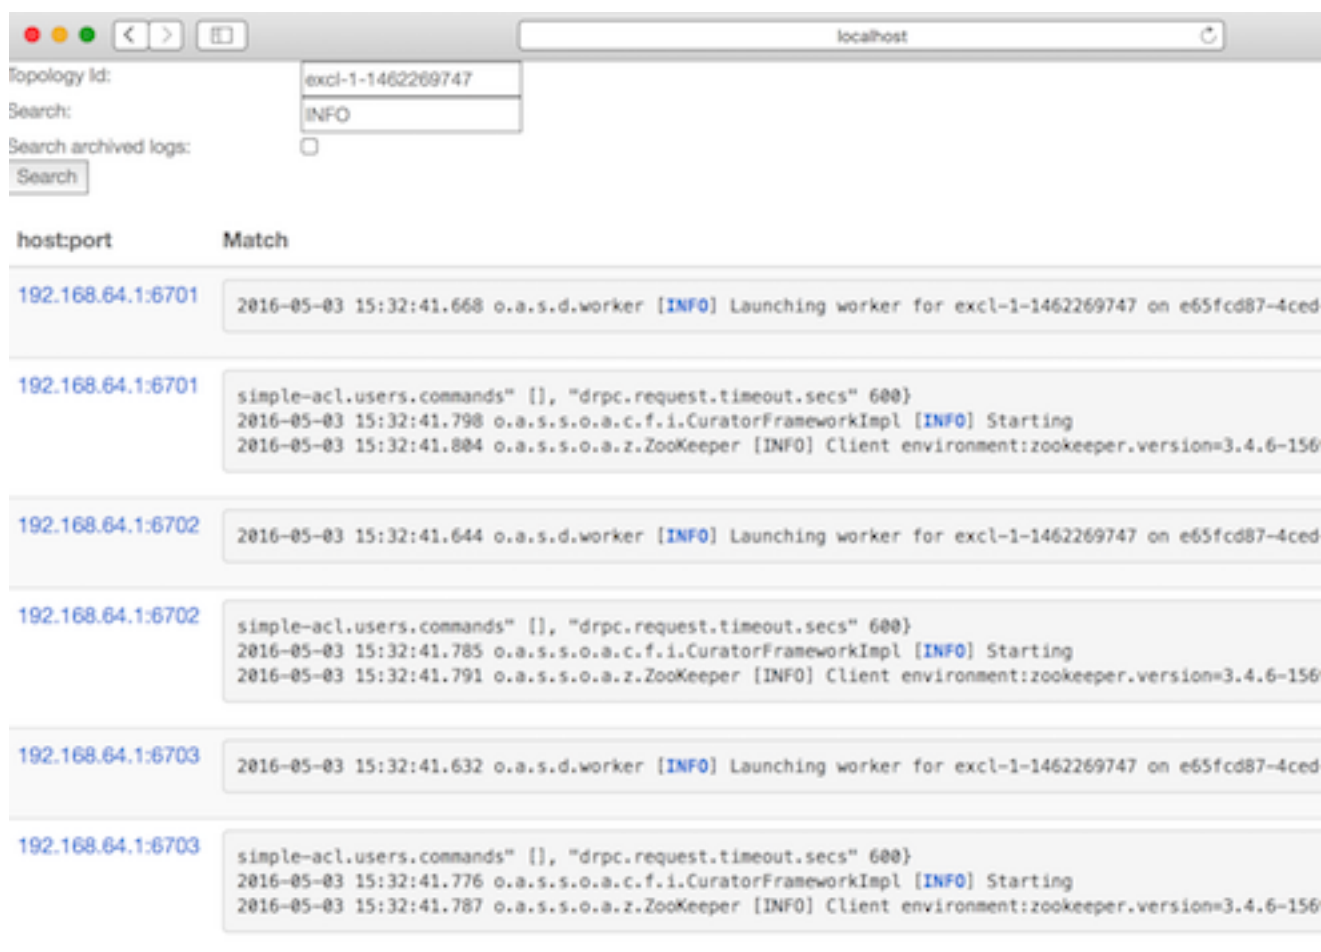 localhost
Topology Id:
excl-1-1462269747
Search:
INFO
Search archived logs:
Search
host:port Match
192.168.64.1:6701
2016-05-03 15:32:41.668 o.a.s.d.worker [INFO] Launching worker for excl-1-1462269747 on e65fcd87-4ced-
192.168.64.1:6701
simple-acl.users.commands" [], "drpc.request.timeout.secs" 600}
2016-05-03 15:32:41.798 o.a.s.s.o.a.c.f.i.CuratorFrameworkImpl [INFO] Starting
2016-05-03 15:32:41.804 o.a.s.s.o.a.z.ZooKeeper [INFO] Client environment:zookeeper.version=3.4.6-156
192.168.64.1:6702
2016-05-03 15:32:41.644 o.a.s.d.worker [INFO] Launching worker for excl-1-1462269747 on e65fcd87-4ced-
192.168.64.1:6702
simple-acl.users.commands" [], "drpc.request.timeout.secs" 600}
2016-05-03 15:32:41.785 o.a.s.s.o.a.c.f.i.CuratorFrameworkImpl [INFO] Starting
2016-05-03 15:32:41.791 o.a.s.s.o.a.z.ZooKeeper [INFO] Client environment:zookeeper.version=3.4.6-156
192.168.64.1:6703
2016-05-03 15:32:41.632 o.a.s.d.worker [INFO] Launching worker for excl-1-1462269747 on e65fcd87-4ced-
192.168.64.1:6703
simple-acl.users.commands" [], "drpc.request.timeout.secs" 600}
2016-05-03 15:32:41.776 o.a.s.s.o.a.c.f.i.CuratorFrameworkImpl [INFO] Starting
2016-05-03 15:32:41.787 o.a.s.s.o.a.z.ZooKeeper [INFO] Client environment:zookeeper.version=3.4.6-156